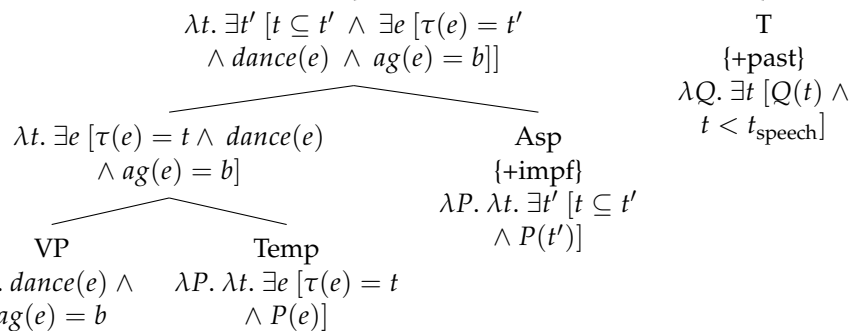 λt. ∃t′ [t ⊆ t′ ∧ ∃e [τ(e) = t′
∧ dance(e) ∧ ag(e) = b]]
T
{+past}
λQ. ∃t [Q(t) ∧
t < t_speech]
λt. ∃e [τ(e) = t ∧ dance(e)
∧ ag(e) = b]
Asp
{+impf}
λP. λt. ∃t′ [t ⊆ t′
∧ P(t′)]
VP
. dance(e) ∧
ag(e) = b
Temp
λP. λt. ∃e [τ(e) = t
∧ P(e)]